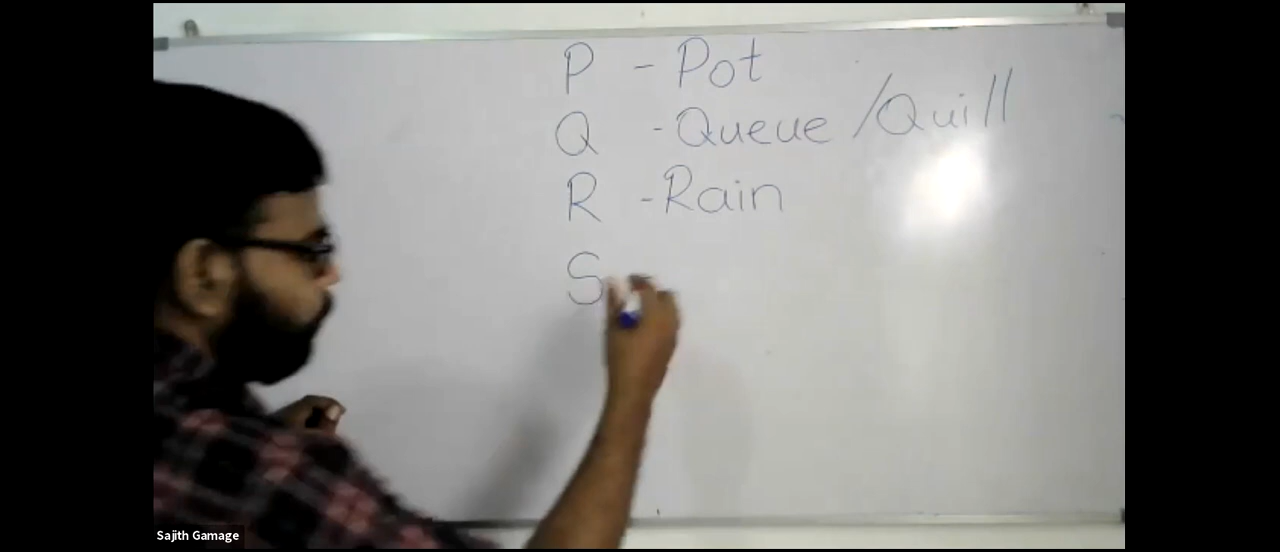 P - Pot
Q - Queue / Quill
R - Rain
S
Sajith Gamage